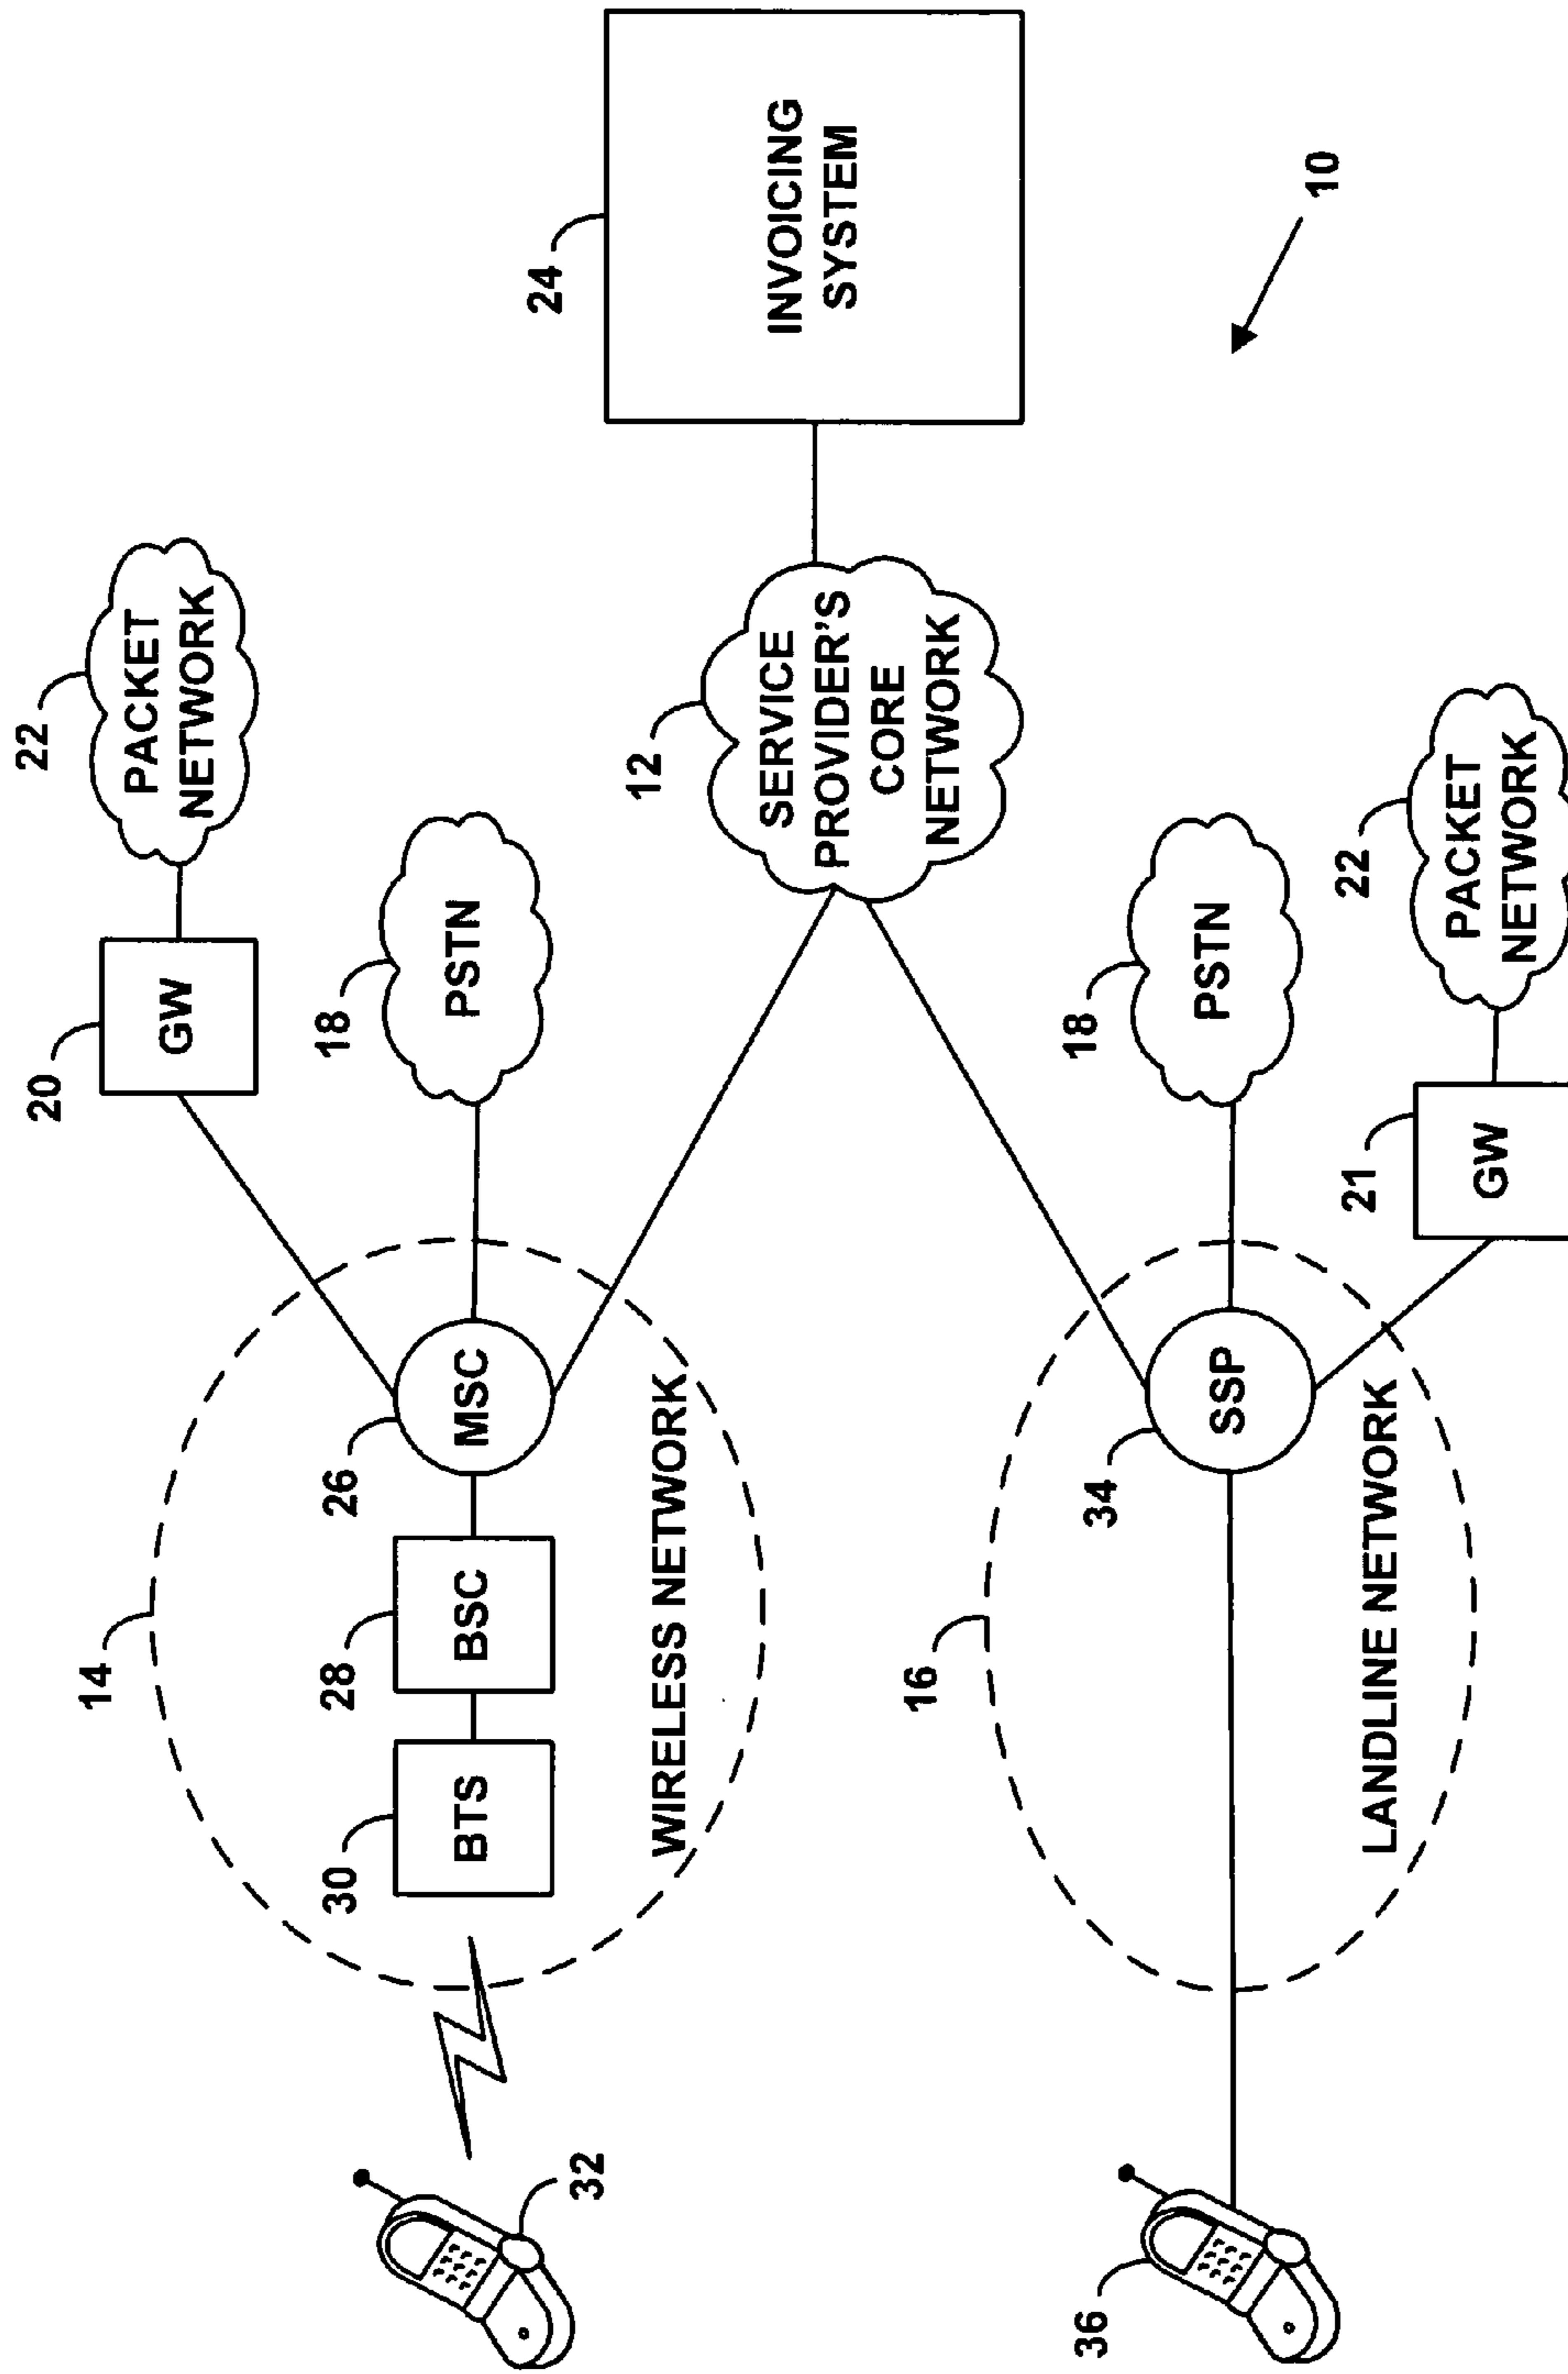 14
20
22
GW
PACKET
NETWORK
30
28
26
18
BTS
BSC
MSC
PSTN
32
WIRELESS NETWORK
12
SERVICE
PROVIDER'S
CORE
NETWORK
24
INVOICING
SYSTEM
16
36
34
18
SSP
PSTN
LANDLINE NETWORK
21
22
GW
PACKET
NETWORK
10